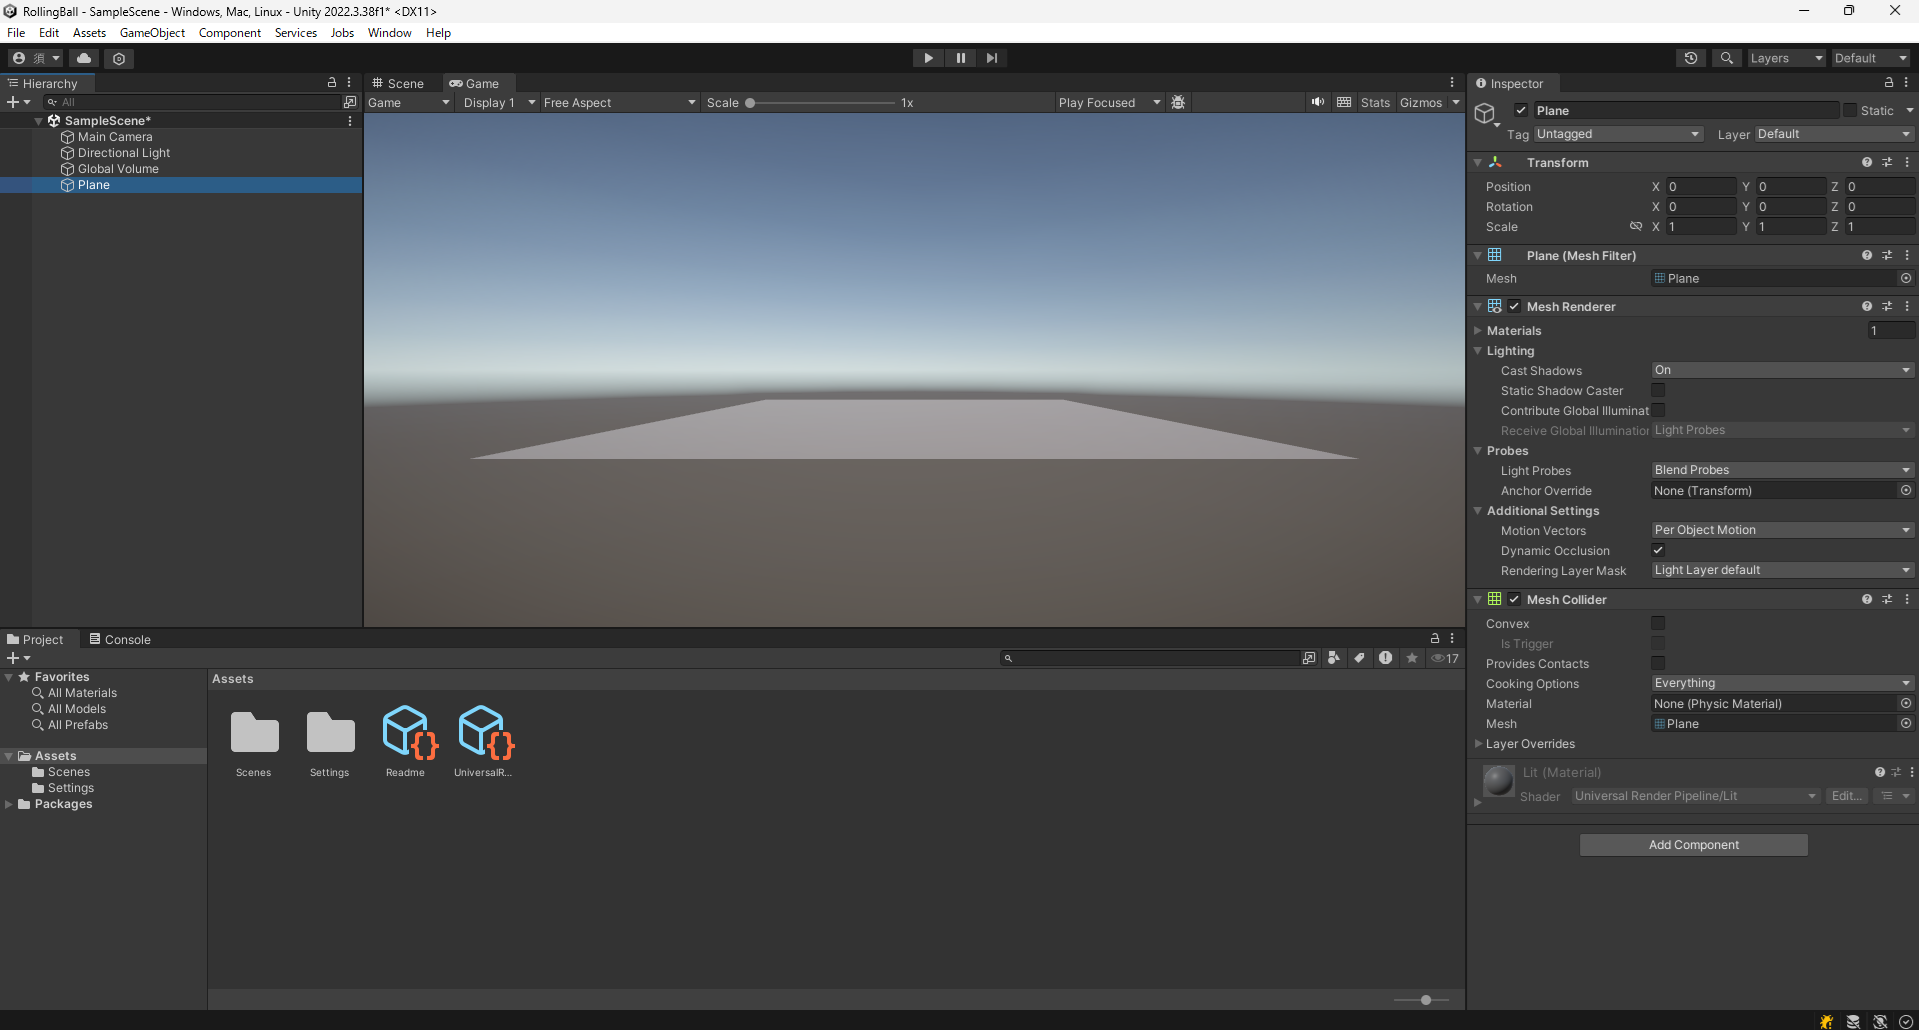 RollingBall - SampleScene - Windows, Mac, Linux - Unity 2022.3.38f1* <DX11>
File Edit Assets GameObject Component Services Jobs Window Help
須 Layers Default
Hierarchy
All
SampleScene*
Main Camera
Directional Light
Global Volume
Plane
Scene Game
Game Display 1 Free Aspect Scale 1x Play Focused Stats Gizmos
Inspector
Plane Static
Tag Untagged Layer Default
Transform
Position X 0 Y 0 Z 0
Rotation X 0 Y 0 Z 0
Scale X 1 Y 1 Z 1
Plane (Mesh Filter)
Mesh Plane
Mesh Renderer
Materials 1
Lighting
Cast Shadows On
Static Shadow Caster
Contribute Global Illuminat
Receive Global Illumination Light Probes
Probes
Light Probes Blend Probes
Anchor Override None (Transform)
Additional Settings
Motion Vectors Per Object Motion
Dynamic Occlusion
Rendering Layer Mask Light Layer default
Mesh Collider
Convex
Is Trigger
Provides Contacts
Cooking Options Everything
Material None (Physic Material)
Mesh Plane
Layer Overrides
Lit (Material)
Shader Universal Render Pipeline/Lit Edit...
Add Component
Project Console
17
Favorites
All Materials
All Models
All Prefabs
Assets
Scenes
Settings
Packages
Assets
Scenes Settings Readme UniversalR...